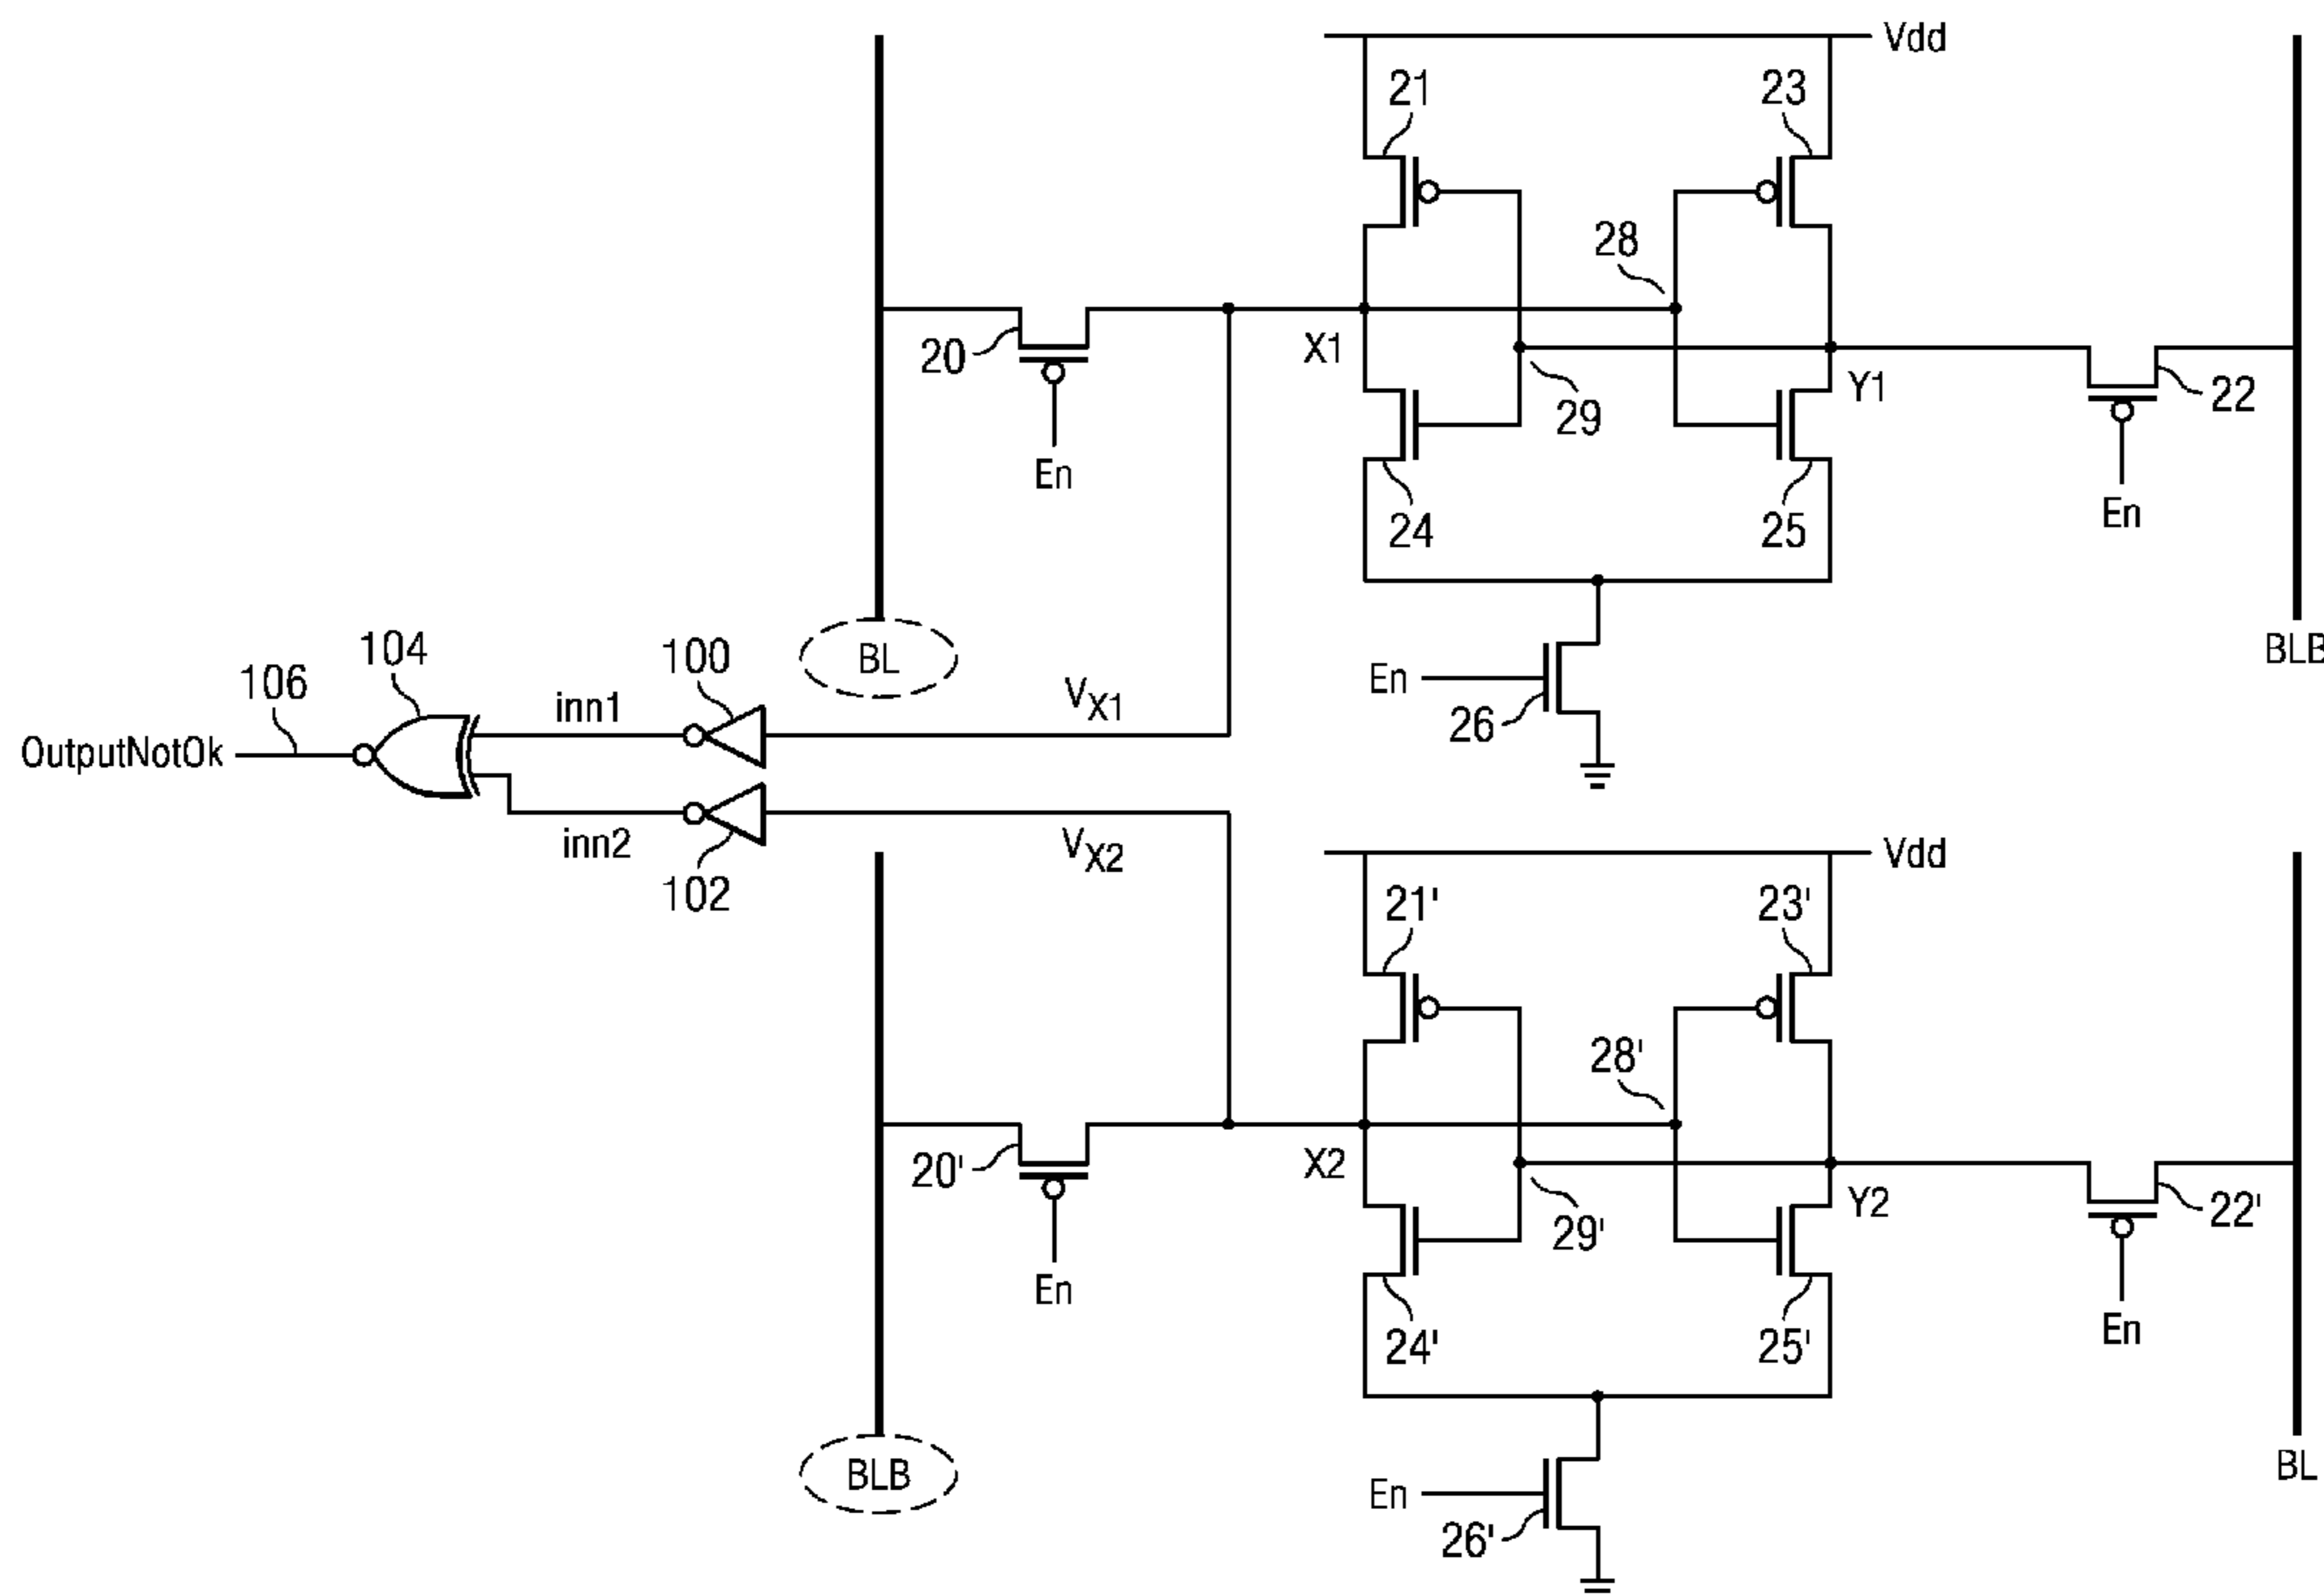 Vdd
21
23
28
20
X1
29
Y1
22
En
En
24
25
BL
BLB
En
26
104
106
100
inn1
VX1
OutputNotOk
inn2
102
VX2
Vdd
21'
23'
28'
20'
X2
29'
Y2
22'
En
En
24'
25'
BLB
BL
En
26'